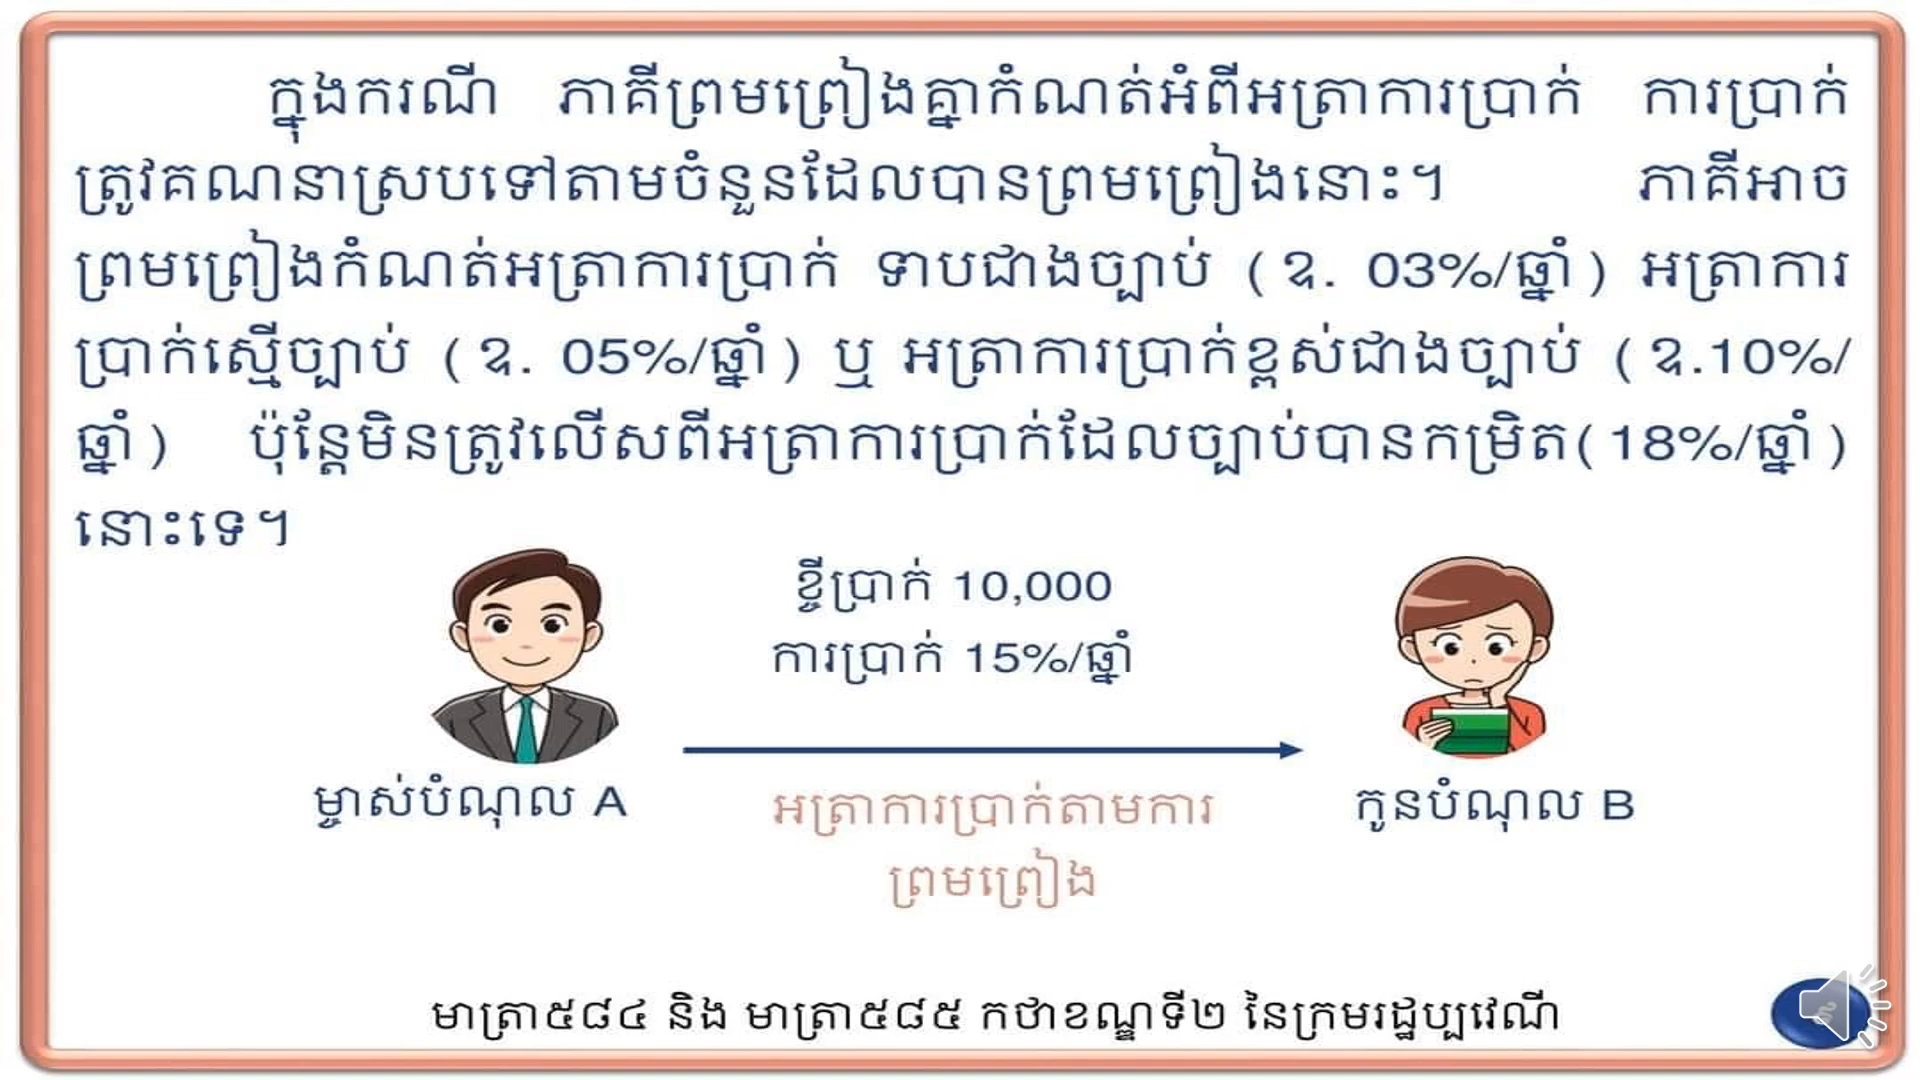 ក្នុងករណី ភាគីព្រមព្រៀងគ្នាកំណត់អំពីអត្រាការប្រាក់ ការប្រាក់
ត្រូវគណនាស្របទៅតាមចំនួនដែលបានព្រមព្រៀងនោះ។ ភាគីអាច
ព្រមព្រៀងកំណត់អត្រាការប្រាក់ ទាបជាងច្បាប់ (ឧ. 03%/ឆ្នាំ) អត្រាការ
ប្រាក់ស្មើច្បាប់ (ឧ. 05%/ឆ្នាំ) ឬ អត្រាការប្រាក់ខ្ពស់ជាងច្បាប់ (ឧ.10%/
ឆ្នាំ) ប៉ុន្តែមិនត្រូវលើសពីអត្រាការប្រាក់ដែលច្បាប់បានកម្រិត(18%/ឆ្នាំ)
នោះទេ។
ខ្ចីប្រាក់ 10,000
ការប្រាក់ 15%/ឆ្នាំ
ម្ចាស់បំណុល A
អត្រាការប្រាក់តាមការ
ព្រមព្រៀង
កូនបំណុល B
មាត្រា៥៨៤ និង មាត្រា៥៨៥ កថាខណ្ឌទី២ នៃក្រមរដ្ឋប្បវេណី